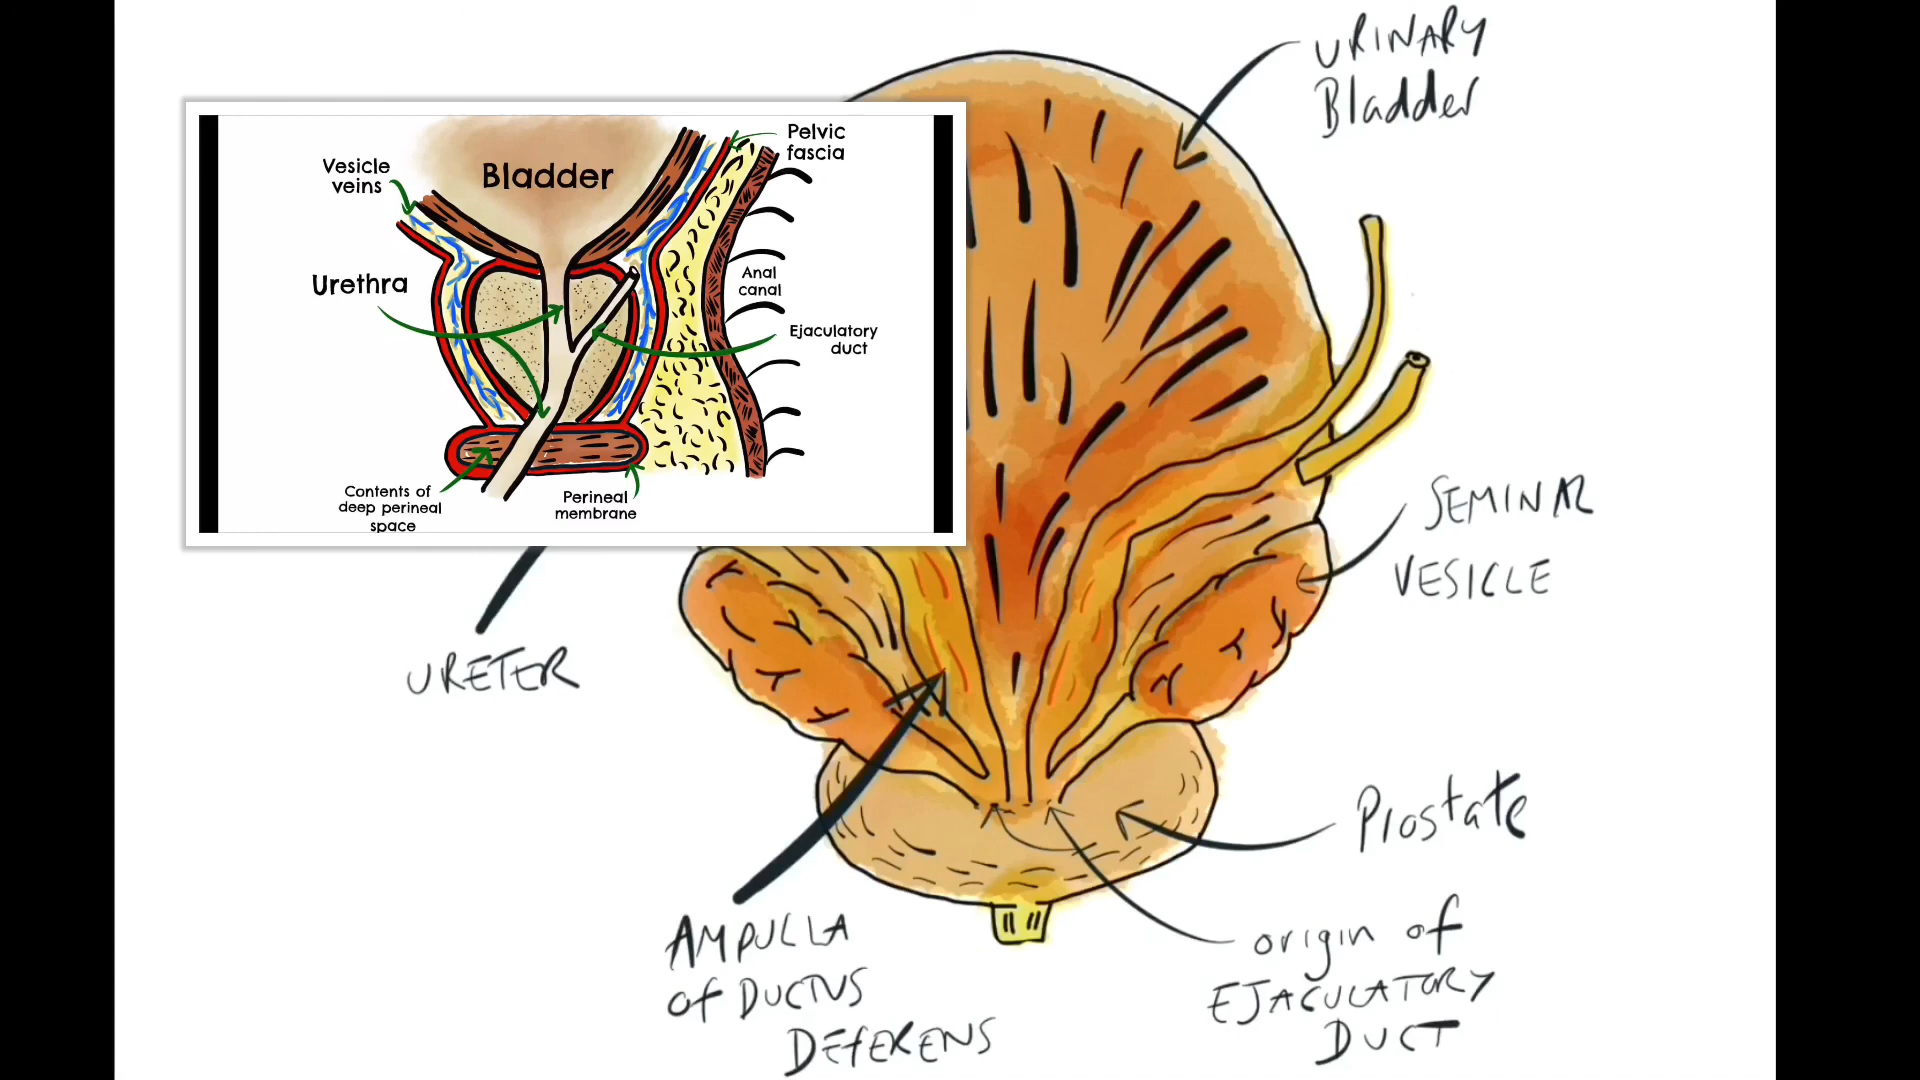 URINARY
Bladder
Pelvic
fascia
Vesicle
veins
Bladder
Urethra
Anal
canal
Ejaculatory
duct
Contents of
deep perineal
space
Perineal
membrane
SEMINAL
VESICLE
URETER
Prostate
AMPULLA
of DUCTUS
DEFERENS
origin of
EJACULATORY
DUCT